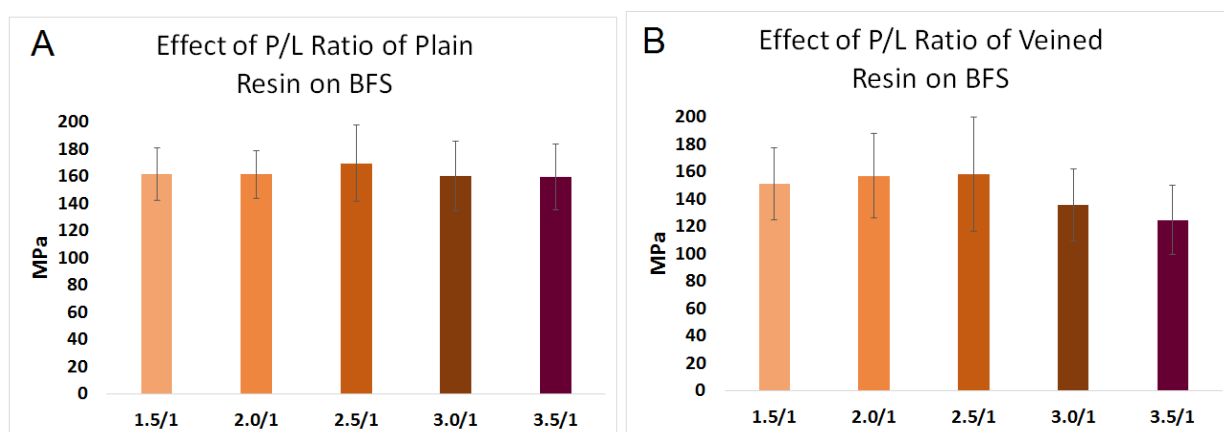 A
Effect of P/L Ratio of Plain
Resin on BFS
200
180
160
140
120
100
80
60
40
20
0
MPa
1.5/1 2.0/1 2.5/1 3.0/1 3.5/1
B
Effect of P/L Ratio of Veined
Resin on BFS
200
180
160
140
120
100
80
60
40
20
0
MPa
1.5/1 2.0/1 2.5/1 3.0/1 3.5/1